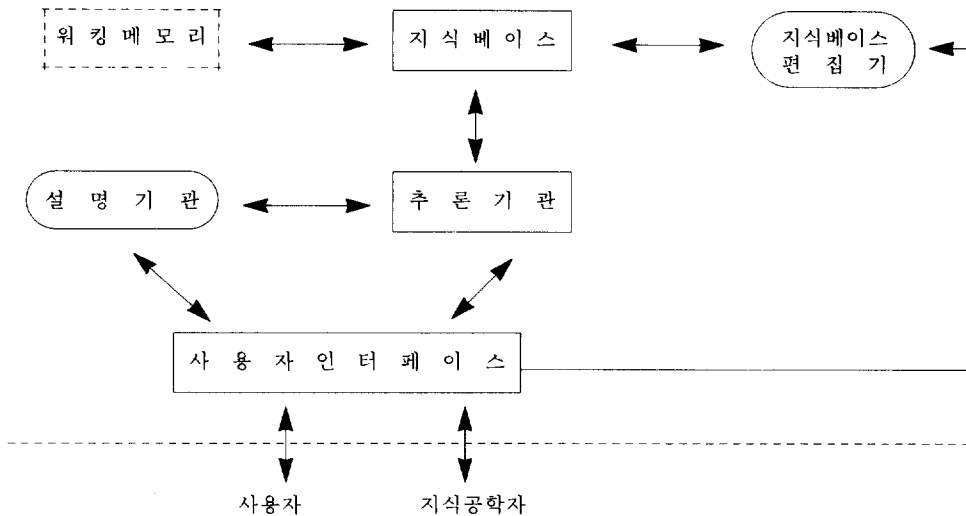 워킹메모리
지식베이스
지식베이스
편집기
설명기관
추론기관
사용자인터페이스
사용자
지식공학자